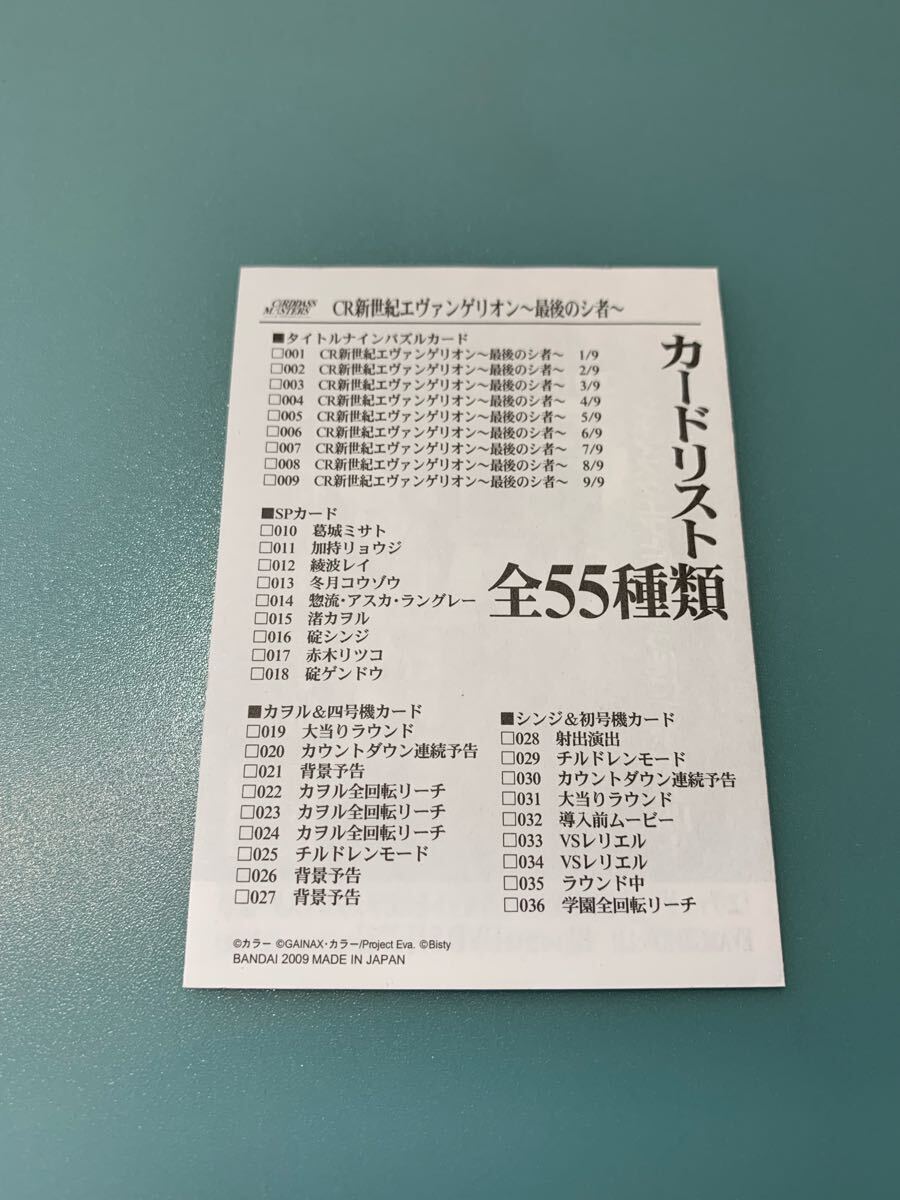 CARDDASS
MASTERS
CR新世紀エヴァンゲリオン～最後のシ者～
カードリスト
全55種類
■タイトルナインパズルカード
□001 CR新世紀エヴァンゲリオン～最後のシ者～ 1/9
□002 CR新世紀エヴァンゲリオン～最後のシ者～ 2/9
□003 CR新世紀エヴァンゲリオン～最後のシ者～ 3/9
□004 CR新世紀エヴァンゲリオン～最後のシ者～ 4/9
□005 CR新世紀エヴァンゲリオン～最後のシ者～ 5/9
□006 CR新世紀エヴァンゲリオン～最後のシ者～ 6/9
□007 CR新世紀エヴァンゲリオン～最後のシ者～ 7/9
□008 CR新世紀エヴァンゲリオン～最後のシ者～ 8/9
□009 CR新世紀エヴァンゲリオン～最後のシ者～ 9/9
■SPカード
□010 葛城ミサト
□011 加持リョウジ
□012 綾波レイ
□013 冬月コウゾウ
□014 惣流・アスカ・ラングレー
□015 渚カヲル
□016 碇シンジ
□017 赤木リツコ
□018 碇ゲンドウ
■カヲル&四号機カード
□019 大当りラウンド
□020 カウントダウン連続予告
□021 背景予告
□022 カヲル全回転リーチ
□023 カヲル全回転リーチ
□024 カヲル全回転リーチ
□025 チルドレンモード
□026 背景予告
□027 背景予告
■シンジ&初号機カード
□028 射出演出
□029 チルドレンモード
□030 カウントダウン連続予告
□031 大当りラウンド
□032 導入前ムービー
□033 VSレリエル
□034 VSレリエル
□035 ラウンド中
□036 学園全回転リーチ
©カラー ©GAINAX・カラー/Project Eva. ©Bisty
BANDAI 2009 MADE IN JAPAN